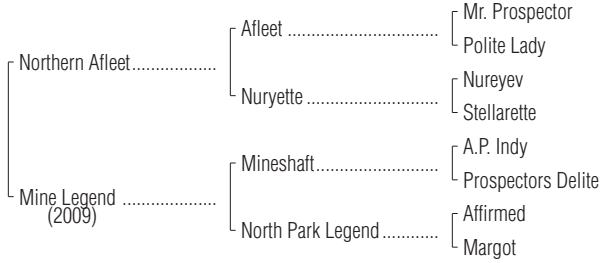 Mr. Prospector
Afleet
Polite Lady
Northern Afleet
Nureyev
Nuryette
Stellarette
A.P. Indy
Mineshaft
Prospectors Delite
Mine Legend
(2009)
Affirmed
North Park Legend
Margot